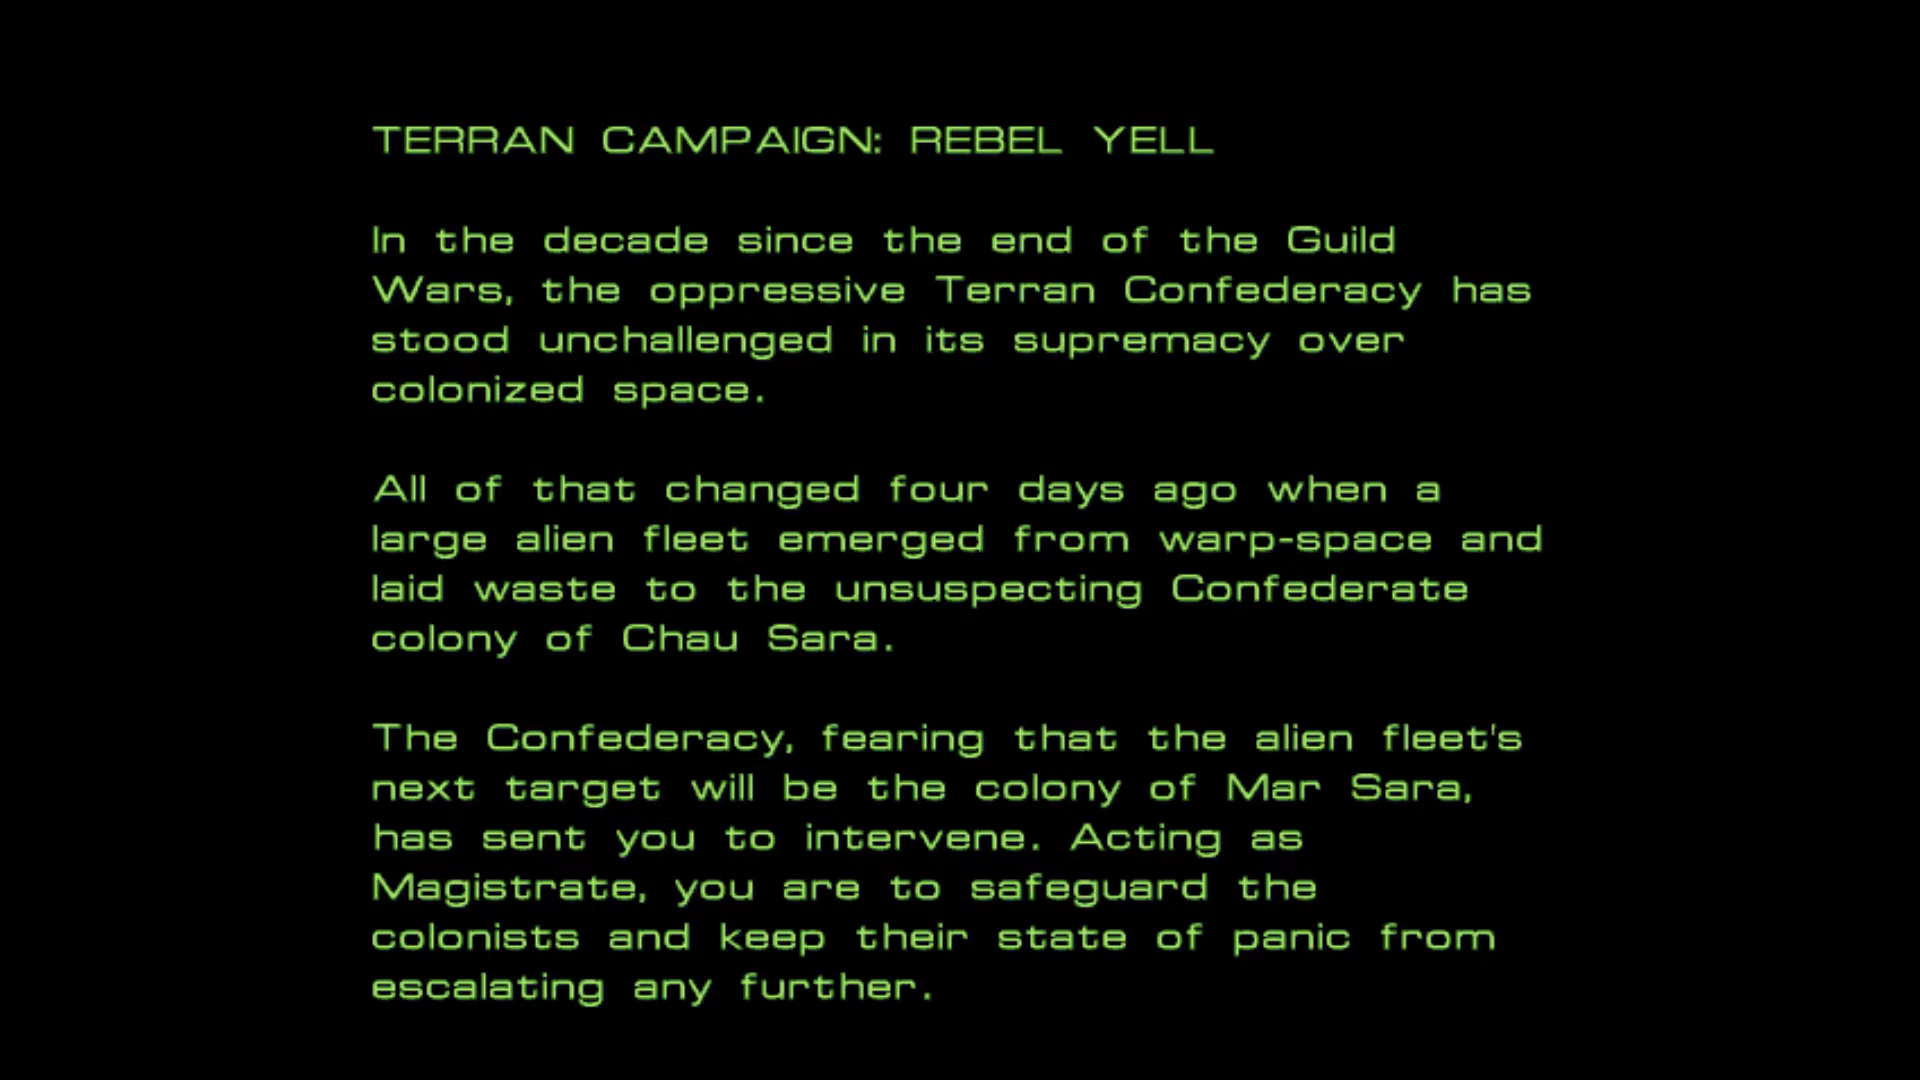 TERRAN CAMPAIGN: REBEL YELL
In the decade since the end of the Guild
Wars, the oppressive Terran Confederacy has
stood unchallenged in its supremacy over
colonized space.
All of that changed four days ago when a
large alien fleet emerged from warp-space and
laid waste to the unsuspecting Confederate
colony of Chau Sara.
The Confederacy, fearing that the alien fleet's
next target will be the colony of Mar Sara,
has sent you to intervene. Acting as
Magistrate, you are to safeguard the
colonists and keep their state of panic from
escalating any further.